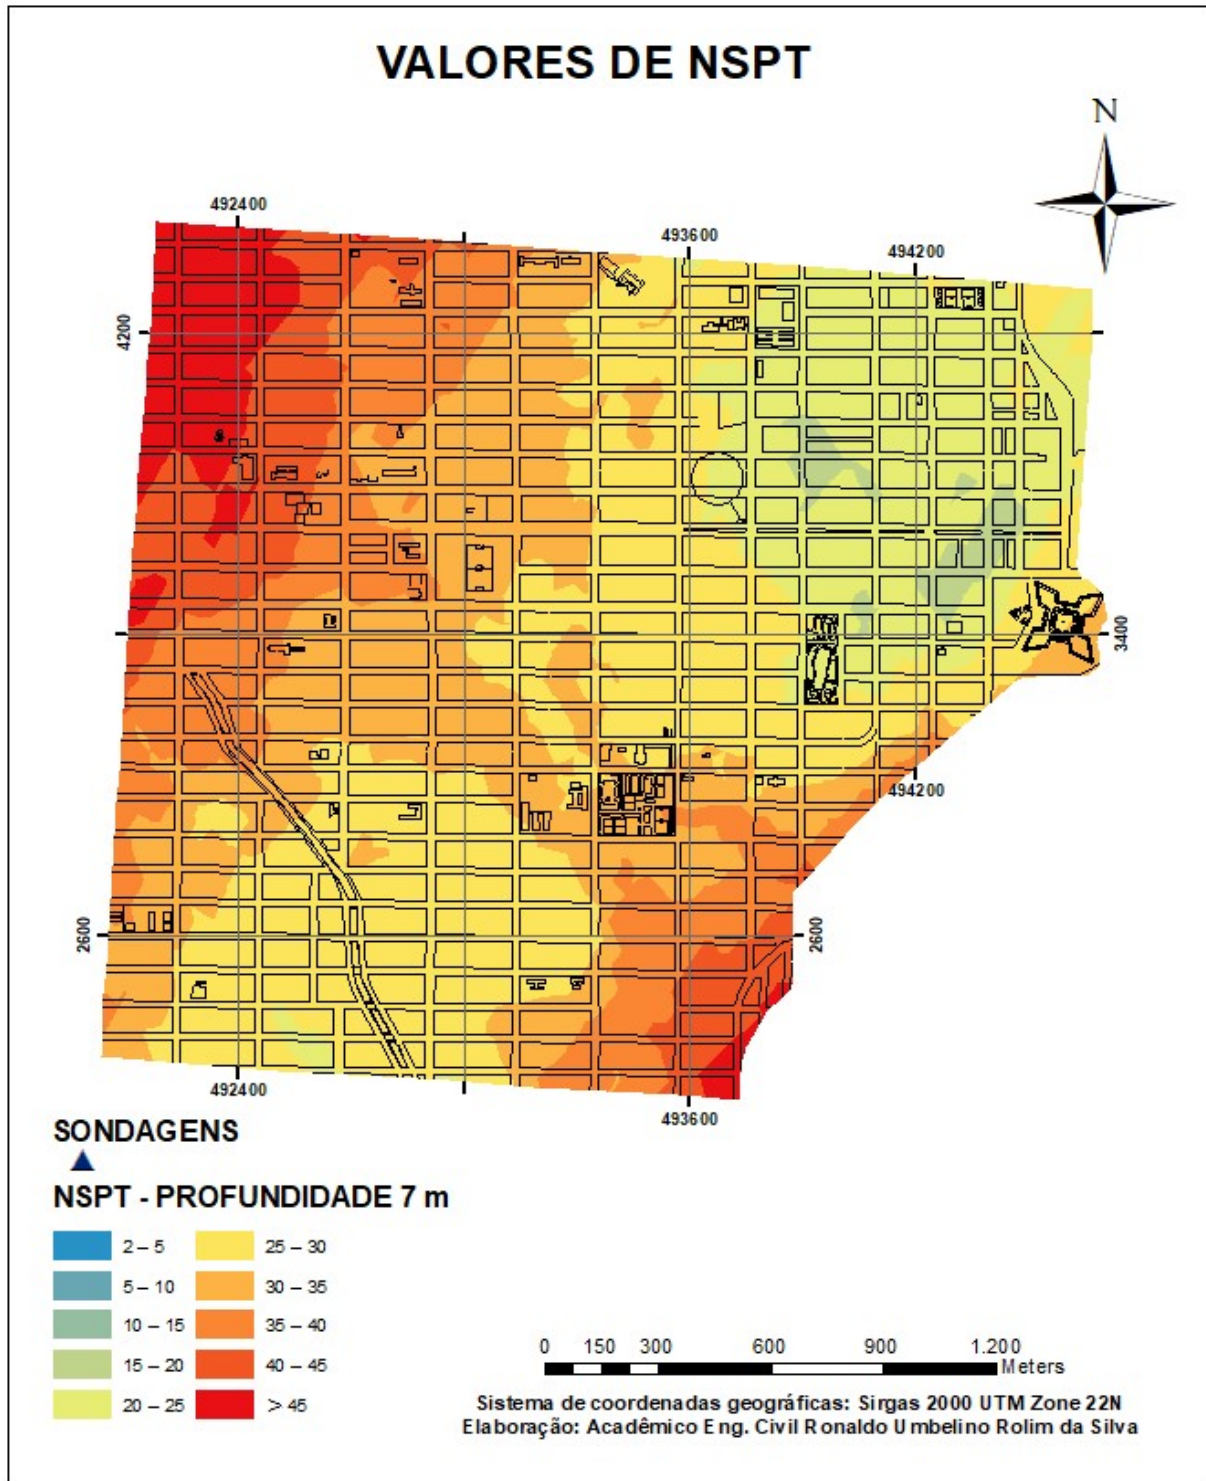 VALORES DE NSPT
N
492400
493600
494200
4200
3400
494200
2600
2600
492400
493600
SONDAGENS
NSPT - PROFUNDIDADE 7 m
2 – 5
25 – 30
5 – 10
30 – 35
10 – 15
35 – 40
15 – 20
40 – 45
20 – 25
> 45
0 150 300 600 900 1.200
Meters
Sistema de coordenadas geográficas: Sirgas 2000 UTM Zone 22N
Elaboração: Acadêmico Eng. Civil Ronaldo Umbelino Rolim da Silva